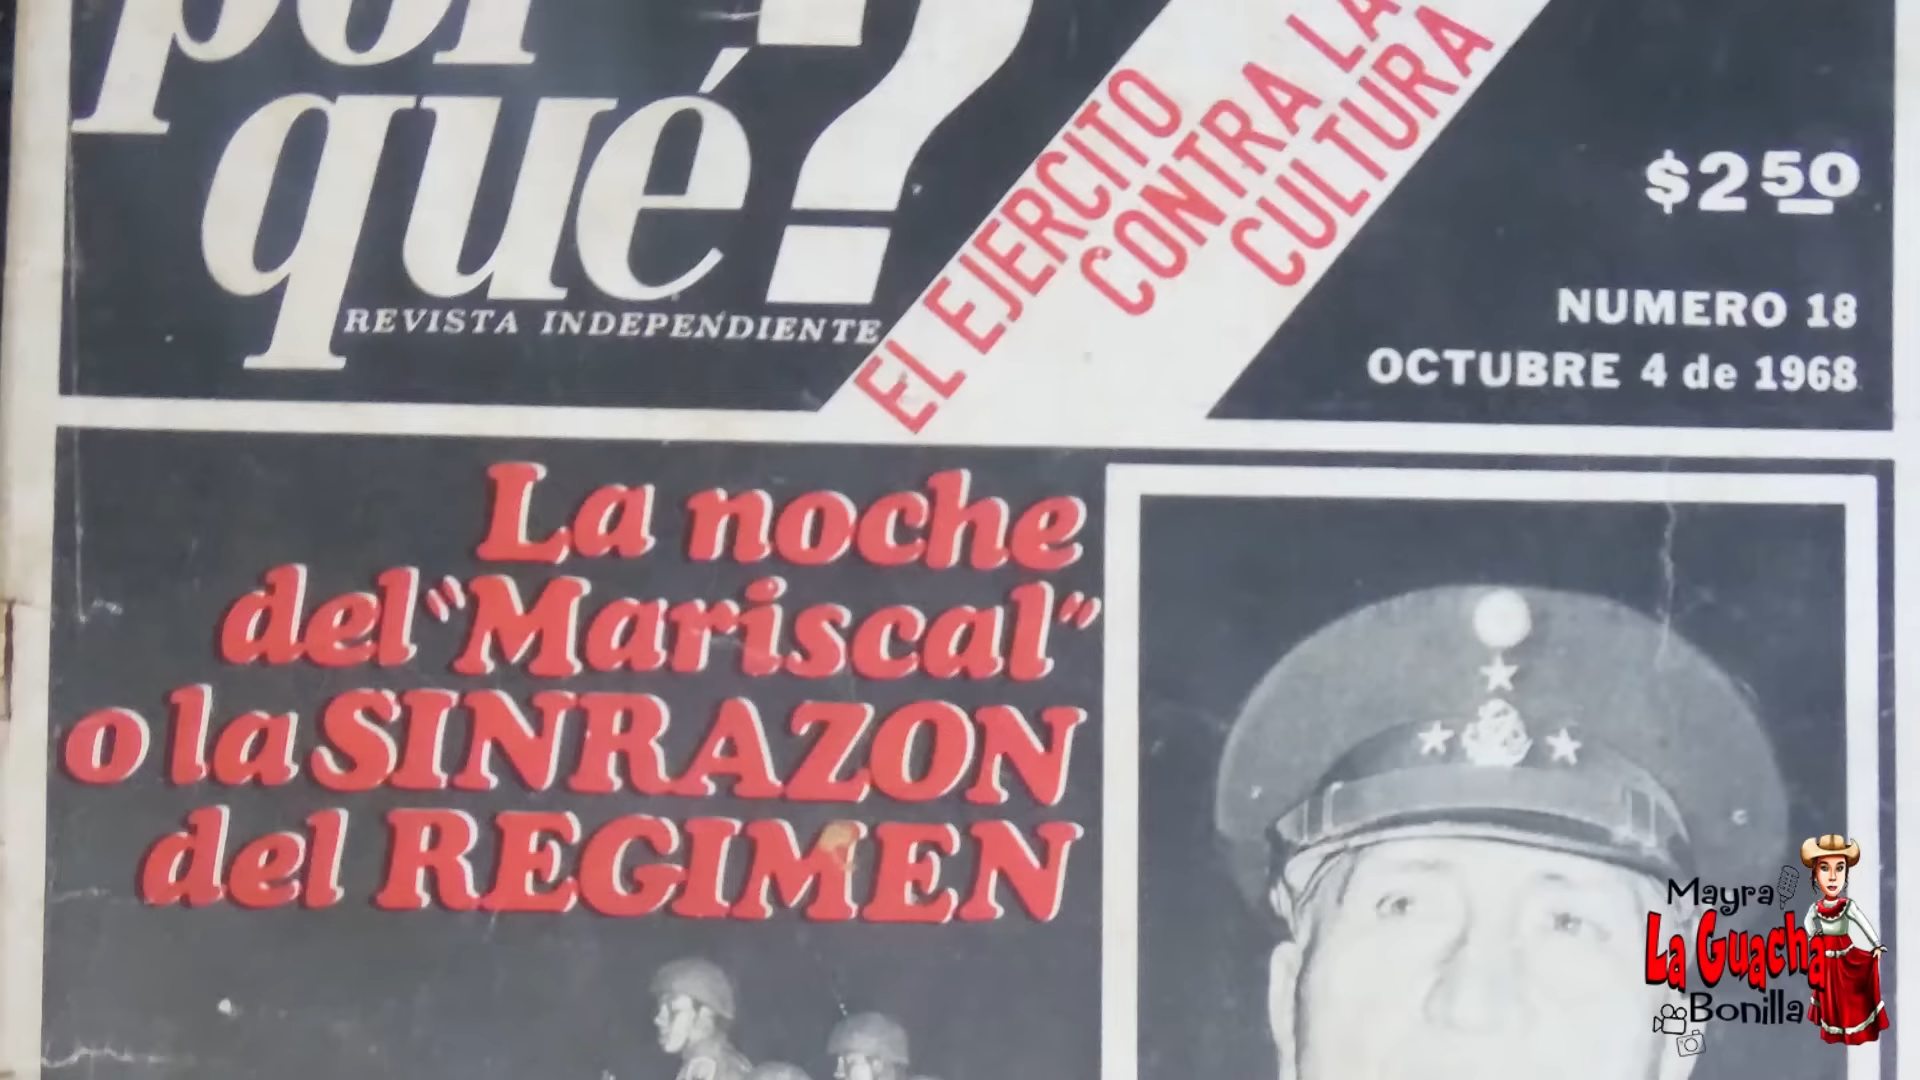 por
qué?
REVISTA INDEPENDIENTE
EL EJERCITO
CONTRA LA
CULTURA
$2 50
NUMERO 18
OCTUBRE 4 de 1968
La noche
del "Mariscal"
o la SINRAZON
del REGIMEN
Mayra
La Guacha
Bonilla